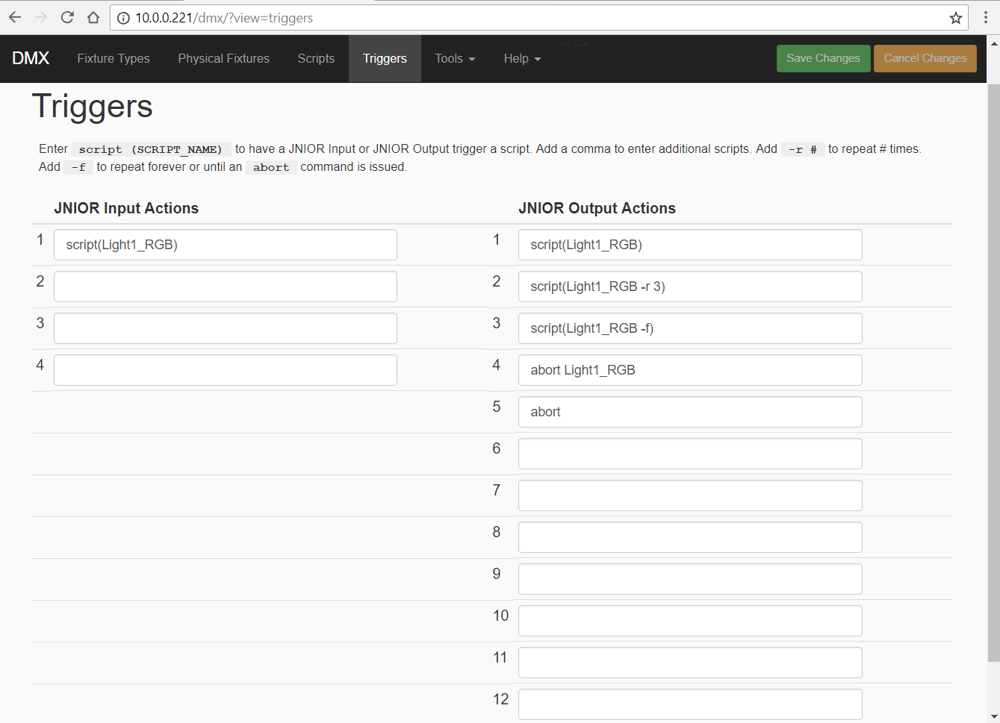 10.0.0.221/dmx/?view=triggers
DMX Fixture Types Physical Fixtures Scripts Triggers Tools Help Save Changes Cancel Changes
--> -->
Triggers
Enter script (SCRIPT_NAME) to have a JNIOR Input or JNIOR Output trigger a script. Add a comma to enter additional scripts. Add -r # to repeat # times.
Add -f to repeat forever or until an abort command is issued.
JNIOR Input Actions JNIOR Output Actions
1 script(Light1_RGB) 1 script(Light1_RGB)
2 2 script(Light1_RGB -r 3)
3 3 script(Light1_RGB -f)
4 4 abort Light1_RGB
5 abort
6
7
8
9
10
11
12